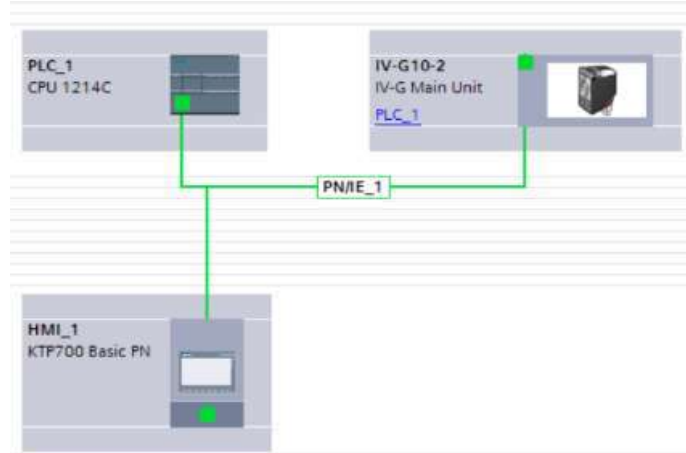 PLC_1
CPU 1214C
IV-G10-2
IV-G Main Unit
PLC_1
PN/IE_1
HMI_1
KTP700 Basic PN